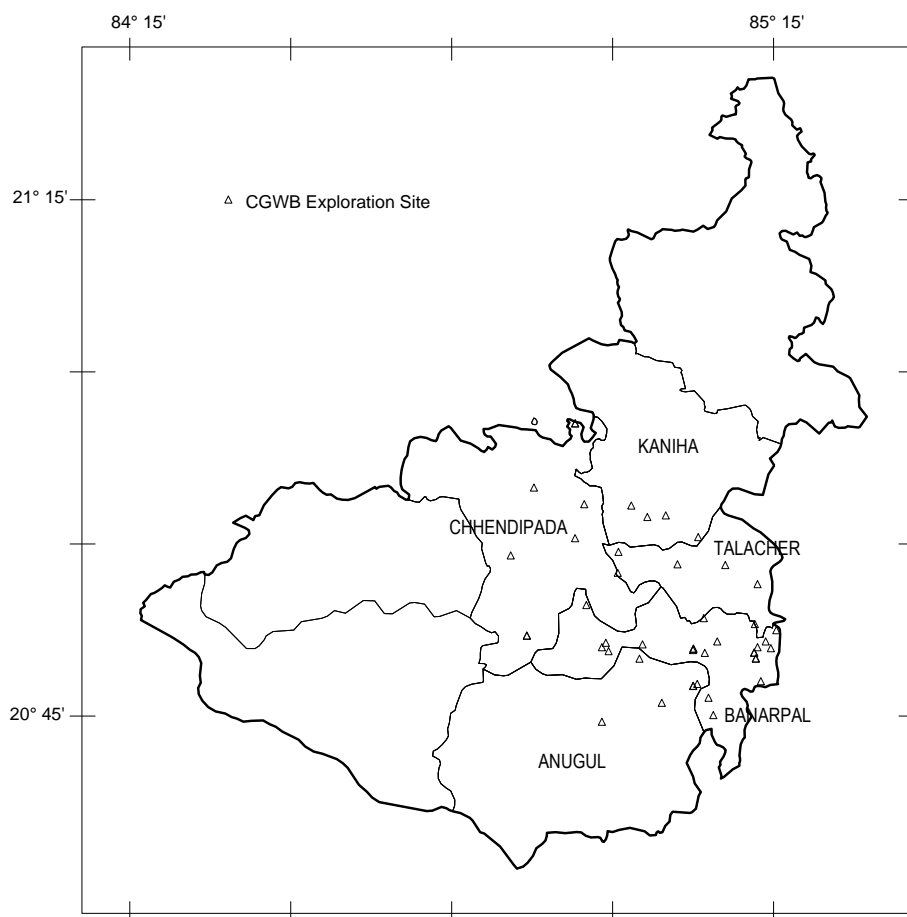 84° 15' 85° 15'
21° 15'
CGWB Exploration Site
KANIHA
CHHENDIPADA
TALACHER
20° 45'
BANARPAL
ANUGUL